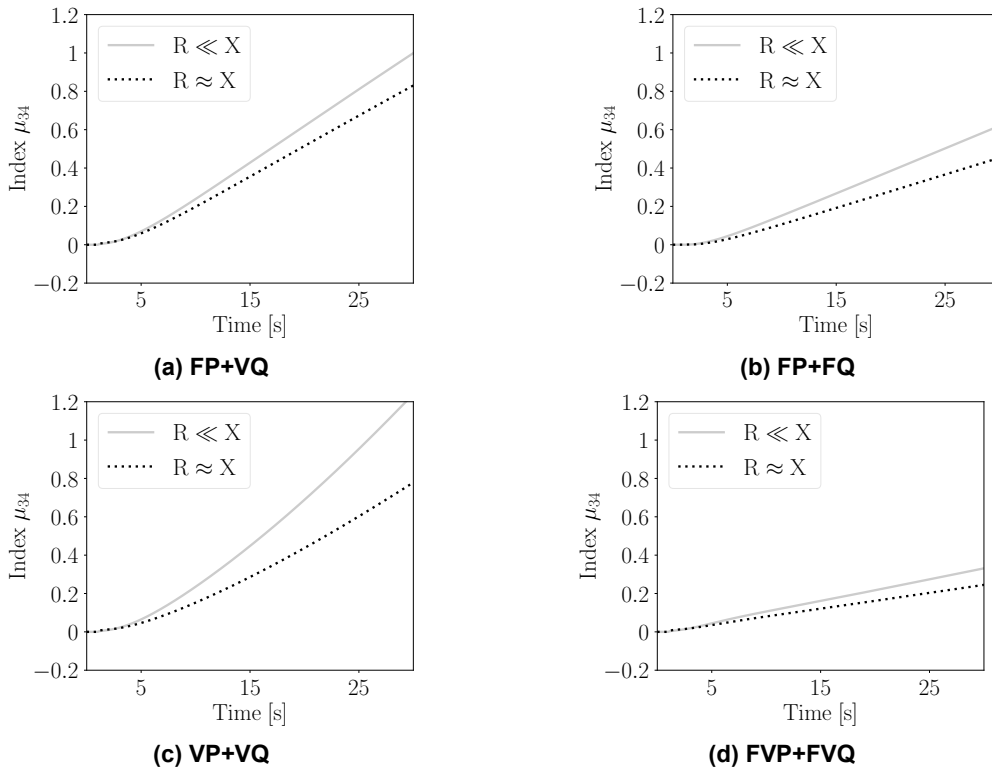 1.2
1
0.8
0.6
0.4
0.2
0
−0.2
Index μ₃₄
R ≪ X
R ≈ X
5 15 25
Time [s]
(a) FP+VQ
1.2
1
0.8
0.6
0.4
0.2
0
−0.2
Index μ₃₄
R ≪ X
R ≈ X
5 15 25
Time [s]
(b) FP+FQ
1.2
1
0.8
0.6
0.4
0.2
0
−0.2
Index μ₃₄
R ≪ X
R ≈ X
5 15 25
Time [s]
(c) VP+VQ
1.2
1
0.8
0.6
0.4
0.2
0
−0.2
Index μ₃₄
R ≪ X
R ≈ X
5 15 25
Time [s]
(d) FVP+FVQ